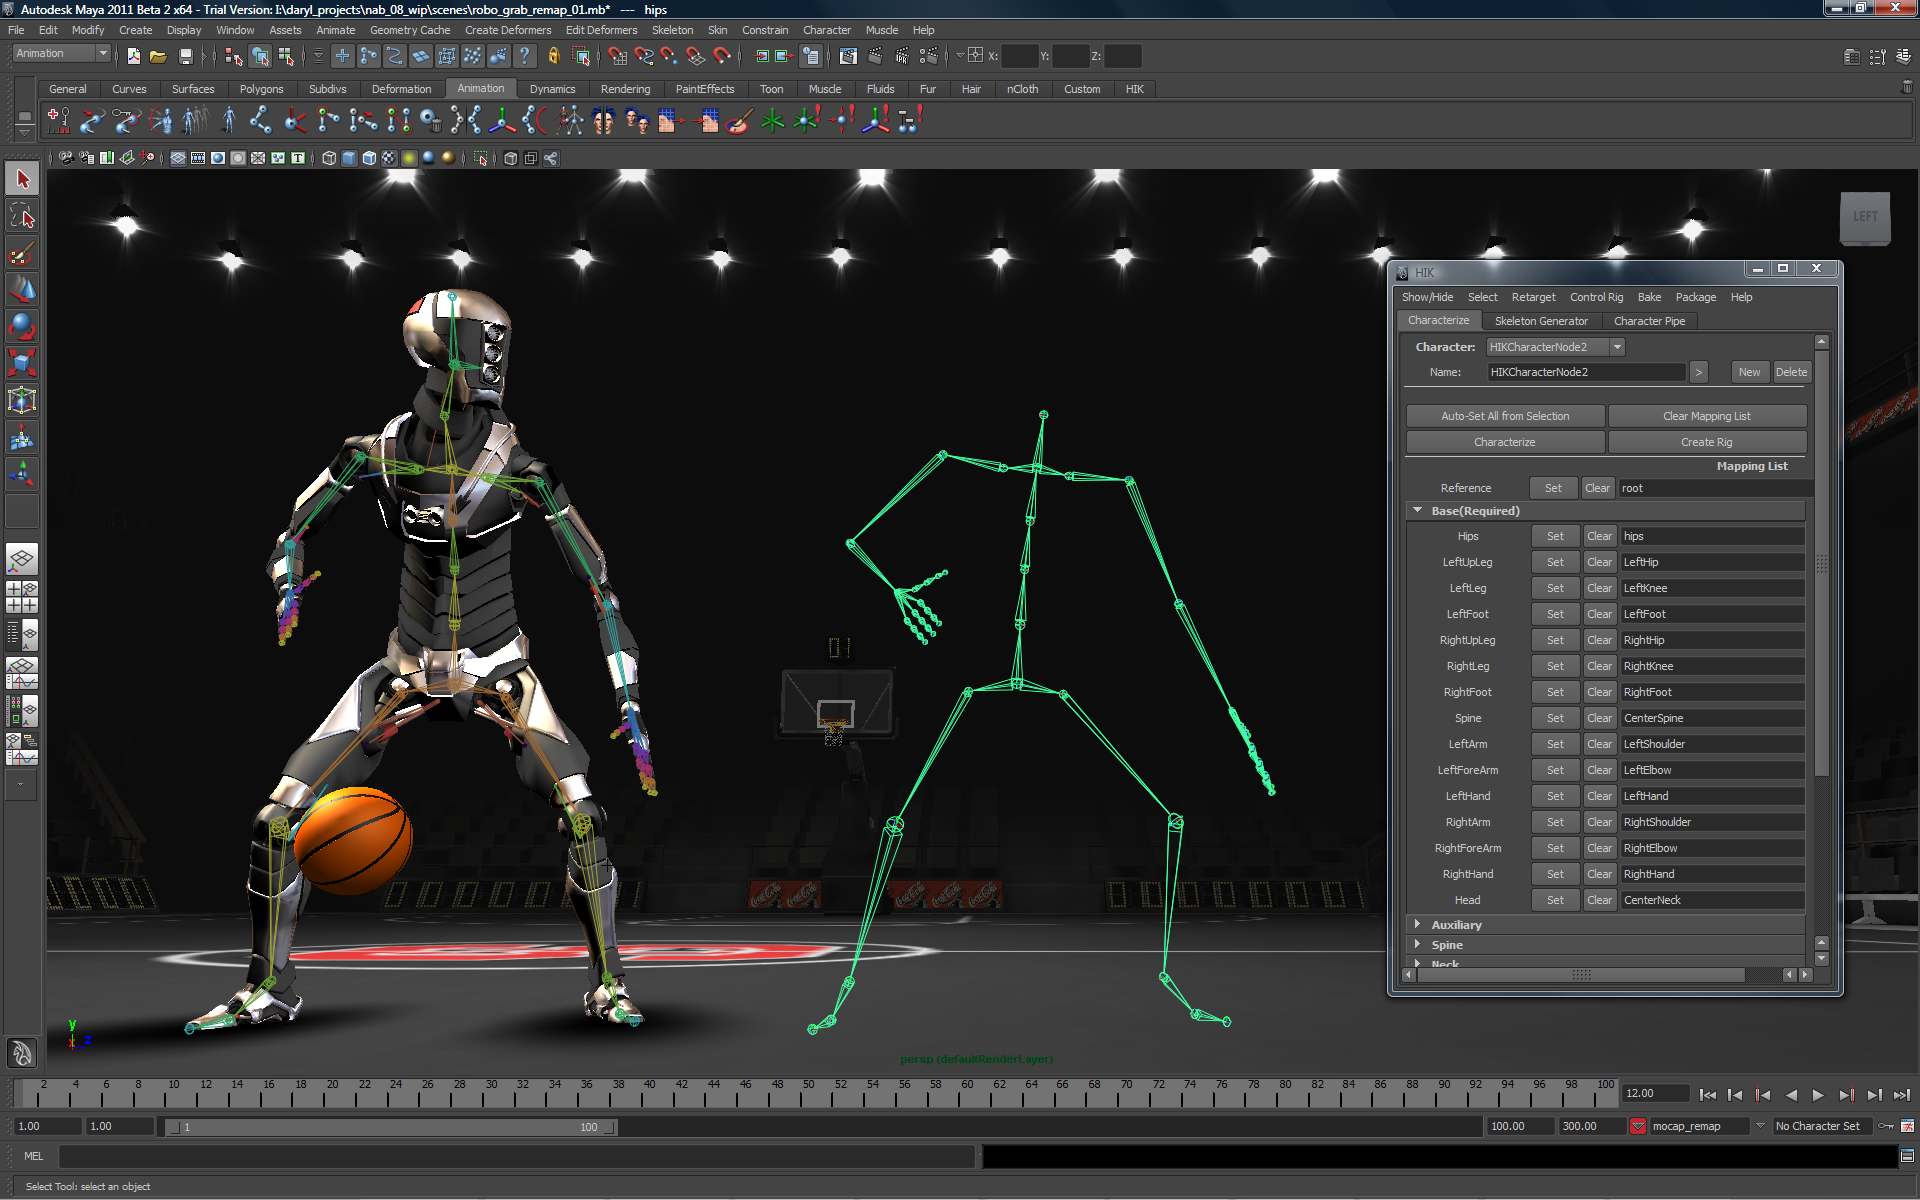 Autodesk Maya 2011 Beta 2 x64 - Trial Version: I:\daryl_projects\nab_08_wip\scenes\robo_grab_remap_01.mb* --- hips
File Edit Modify Create Display Window Assets Animate Geometry Cache Create Deformers Edit Deformers Skeleton Skin Constrain Character Muscle Help
Animation X: Y: Z:
General Curves Surfaces Polygons Subdivs Deformation Animation Dynamics Rendering PaintEffects Toon Muscle Fluids Fur Hair nCloth Custom HIK
LEFT
HIK
Show/Hide Select Retarget Control Rig Bake Package Help
Characterize Skeleton Generator Character Pipe
Character: HIKCharacterNode2
Name: HIKCharacterNode2 > New Delete
Auto-Set All from Selection Clear Mapping List
Characterize Create Rig
Mapping List
Reference Set Clear root
Base(Required)
Hips Set Clear hips
LeftUpLeg Set Clear LeftHip
LeftLeg Set Clear LeftKnee
LeftFoot Set Clear LeftFoot
RightUpLeg Set Clear RightHip
RightLeg Set Clear RightKnee
RightFoot Set Clear RightFoot
Spine Set Clear CenterSpine
LeftArm Set Clear LeftShoulder
LeftForeArm Set Clear LeftElbow
LeftHand Set Clear LeftHand
RightArm Set Clear RightShoulder
RightForeArm Set Clear RightElbow
RightHand Set Clear RightHand
Head Set Clear CenterNeck
Auxiliary
Spine
Neck
Coca-Cola Coca-Cola Coca-Cola
y
x z
persp (defaultRenderLayer)
2 4 6 8 10 12 14 16 18 20 22 24 26 28 30 32 34 36 38 40 42 44 46 48 50 52 54 56 58 60 62 64 66 68 70 72 74 76 78 80 82 84 86 88 90 92 94 96 98 100 12.00
1.00 1.00 1 100 100.00 300.00 mocap_remap No Character Set
MEL
Select Tool: select an object